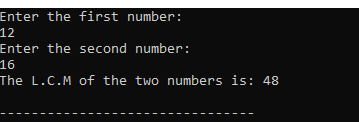 Enter the first number:
12
Enter the second number:
16
The L.C.M of the two numbers is: 48
--------------------------------